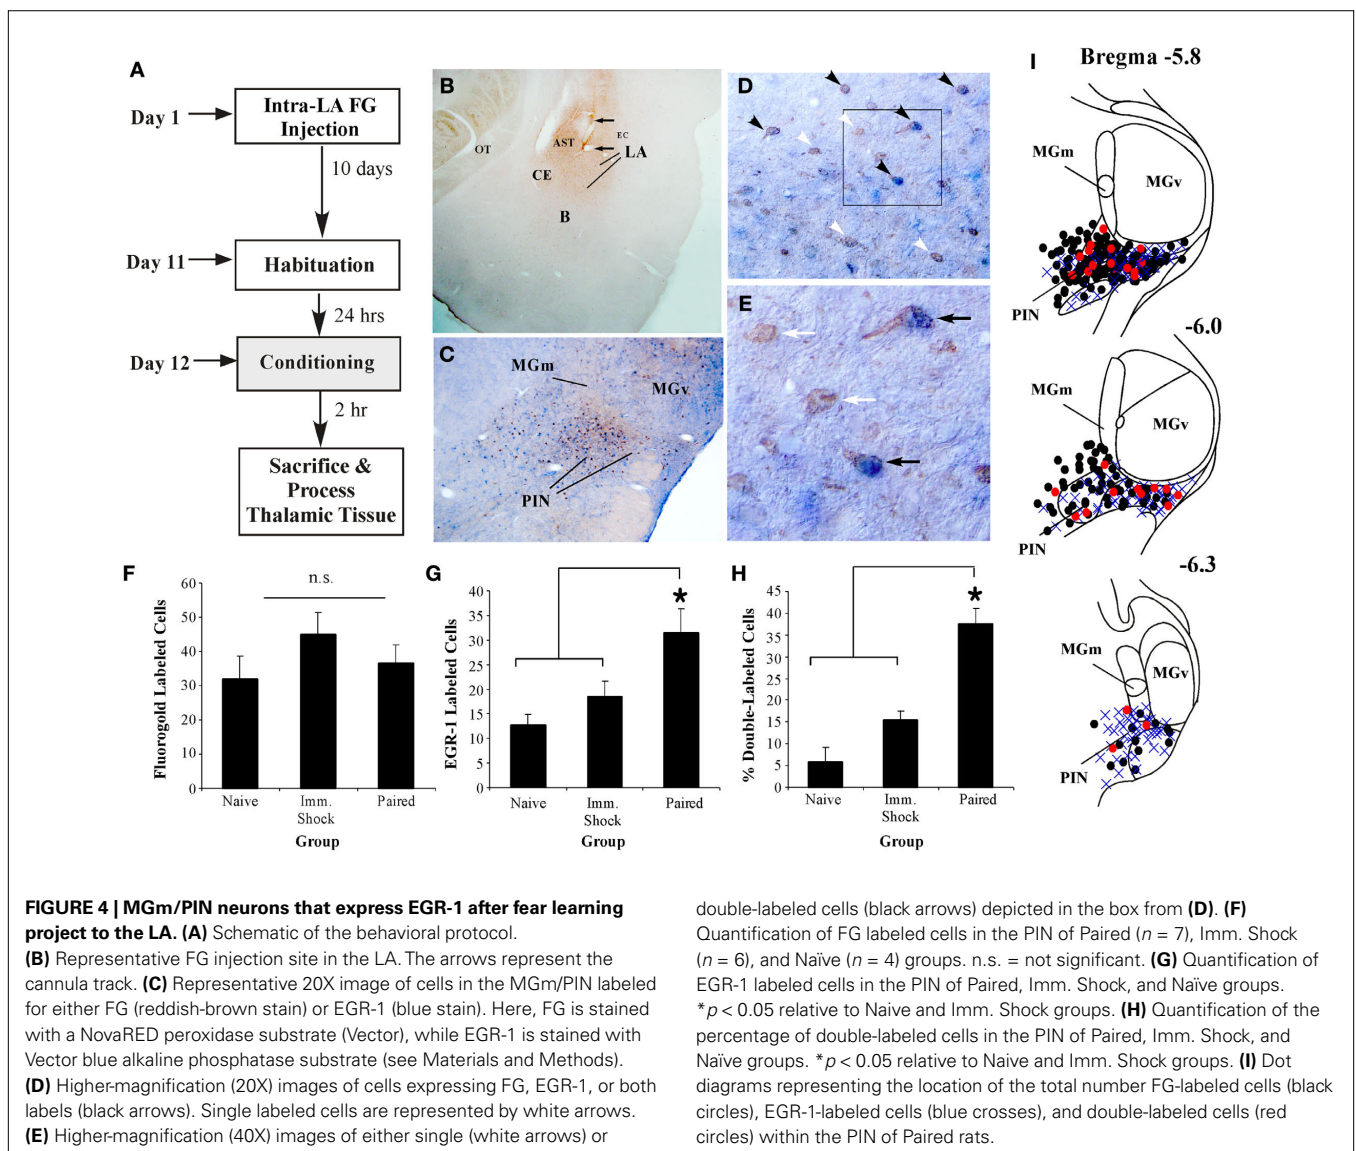 A
Day 1
Intra-LA FG
Injection
10 days
Day 11
Habituation
24 hrs
Day 12
Conditioning
2 hr
Sacrifice &
Process
Thalamic Tissue
B
OT
AST
EC
LA
CE
B
C
MGm
MGv
PIN
D
E
F
Fluorogold Labeled Cells
60
50
40
30
20
10
0
n.s.
Naive
Imm.
Shock
Paired
Group
G
EGR-1 Labeled Cells
40
35
30
25
20
15
10
5
0
*
Naive
Imm.
Shock
Paired
Group
H
% Double-Labeled Cells
45
40
35
30
25
20
15
10
5
0
*
Naive
Imm.
Shock
Paired
Group
I
Bregma -5.8
MGm
MGv
PIN
-6.0
MGm
MGv
PIN
-6.3
MGm
MGv
PIN
FIGURE 4 | MGm/PIN neurons that express EGR-1 after fear learning
project to the LA. (A) Schematic of the behavioral protocol.
(B) Representative FG injection site in the LA. The arrows represent the
cannula track. (C) Representative 20X image of cells in the MGm/PIN labeled
for either FG (reddish-brown stain) or EGR-1 (blue stain). Here, FG is stained
with a NovaRED peroxidase substrate (Vector), while EGR-1 is stained with
Vector blue alkaline phosphatase substrate (see Materials and Methods).
(D) Higher-magnification (20X) images of cells expressing FG, EGR-1, or both
labels (black arrows). Single labeled cells are represented by white arrows.
(E) Higher-magnification (40X) images of either single (white arrows) or
double-labeled cells (black arrows) depicted in the box from (D). (F)
Quantification of FG labeled cells in the PIN of Paired (n = 7), Imm. Shock
(n = 6), and Naïve (n = 4) groups. n.s. = not significant. (G) Quantification of
EGR-1 labeled cells in the PIN of Paired, Imm. Shock, and Naïve groups.
*p < 0.05 relative to Naive and Imm. Shock groups. (H) Quantification of the
percentage of double-labeled cells in the PIN of Paired, Imm. Shock, and
Naïve groups. *p < 0.05 relative to Naive and Imm. Shock groups. (I) Dot
diagrams representing the location of the total number FG-labeled cells (black
circles), EGR-1-labeled cells (blue crosses), and double-labeled cells (red
circles) within the PIN of Paired rats.